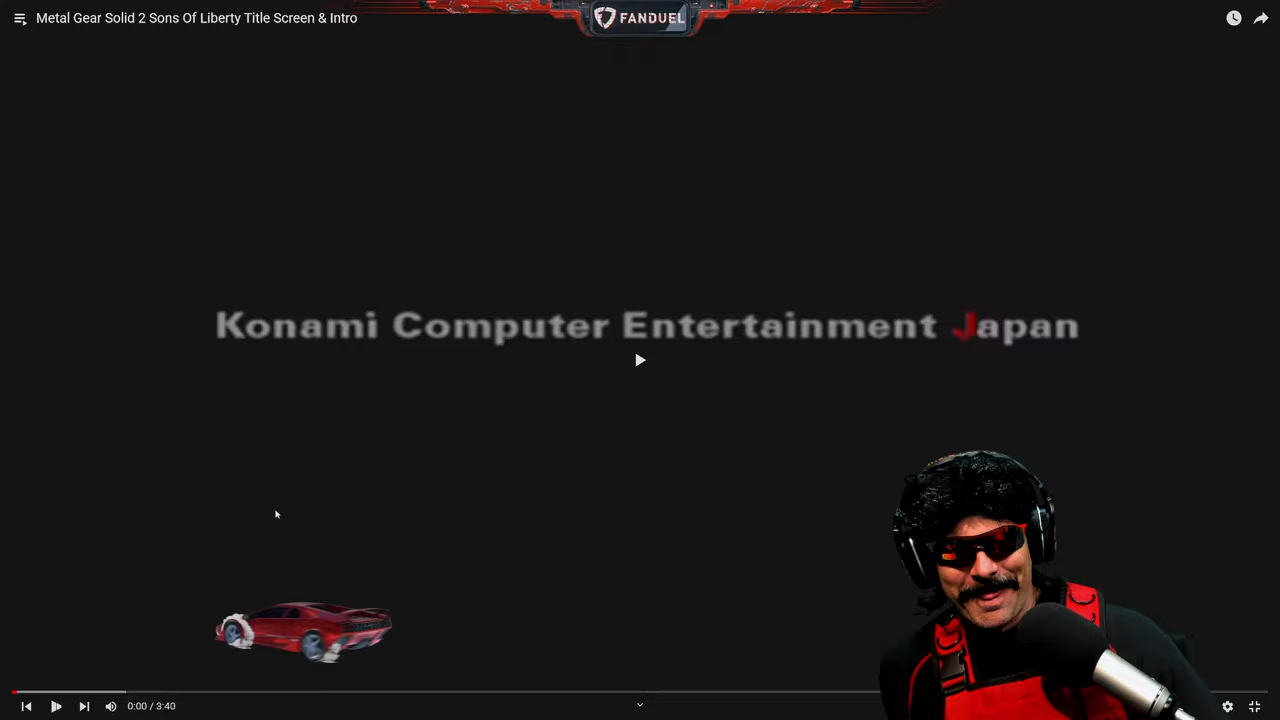 Metal Gear Solid 2 Sons Of Liberty Title Screen & Intro
FANDUEL
Konami Computer Entertainment Japan
0:00 / 3:40